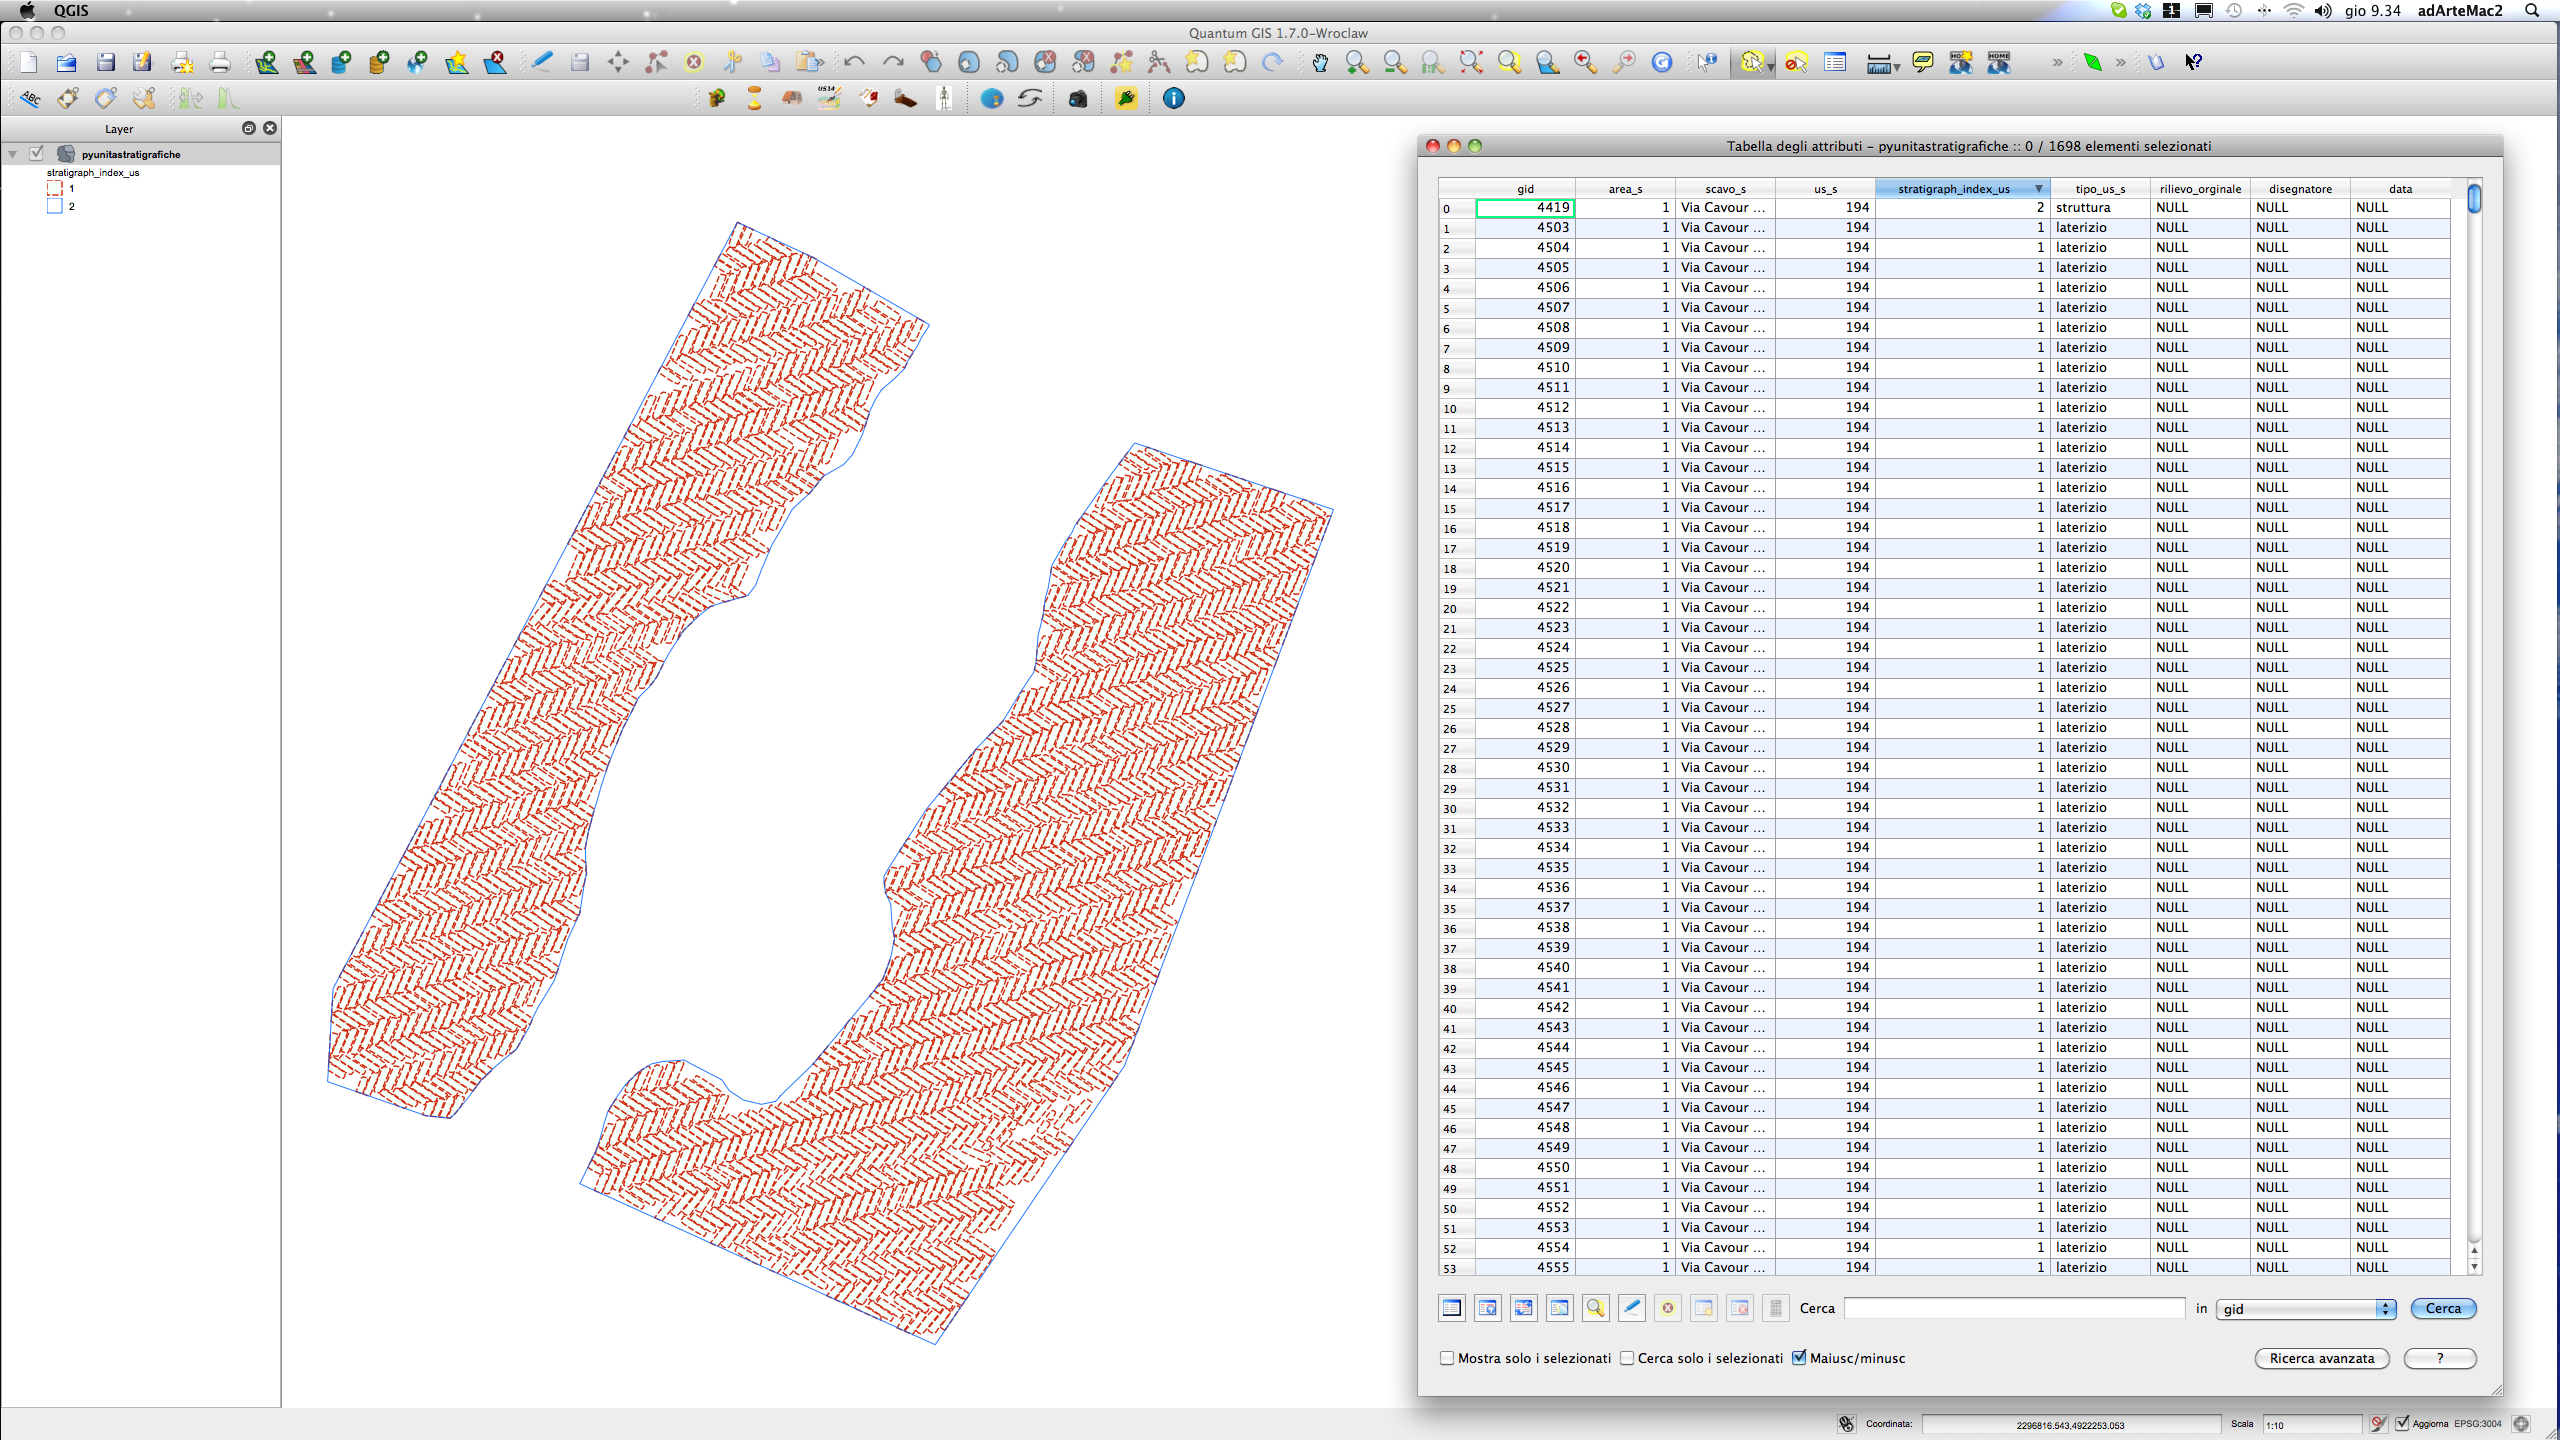 QGIS
gio 9.34 adArteMac2
Quantum GIS 1.7.0-Wroclaw
ABC
US14
Layer
pyunitastratigrafiche
stratigraph_index_us
1
2
Tabella degli attributi - pyunitastratigrafiche :: 0 / 1698 elementi selezionati
gid area_s scavo_s us_s stratigraph_index_us tipo_us_s rilievo_orginale disegnatore data
0 4419 1 Via Cavour ... 194 2 struttura NULL NULL NULL
1 4503 1 Via Cavour ... 194 1 laterizio NULL NULL NULL
2 4504 1 Via Cavour ... 194 1 laterizio NULL NULL NULL
3 4505 1 Via Cavour ... 194 1 laterizio NULL NULL NULL
4 4506 1 Via Cavour ... 194 1 laterizio NULL NULL NULL
5 4507 1 Via Cavour ... 194 1 laterizio NULL NULL NULL
6 4508 1 Via Cavour ... 194 1 laterizio NULL NULL NULL
7 4509 1 Via Cavour ... 194 1 laterizio NULL NULL NULL
8 4510 1 Via Cavour ... 194 1 laterizio NULL NULL NULL
9 4511 1 Via Cavour ... 194 1 laterizio NULL NULL NULL
10 4512 1 Via Cavour ... 194 1 laterizio NULL NULL NULL
11 4513 1 Via Cavour ... 194 1 laterizio NULL NULL NULL
12 4514 1 Via Cavour ... 194 1 laterizio NULL NULL NULL
13 4515 1 Via Cavour ... 194 1 laterizio NULL NULL NULL
14 4516 1 Via Cavour ... 194 1 laterizio NULL NULL NULL
15 4517 1 Via Cavour ... 194 1 laterizio NULL NULL NULL
16 4518 1 Via Cavour ... 194 1 laterizio NULL NULL NULL
17 4519 1 Via Cavour ... 194 1 laterizio NULL NULL NULL
18 4520 1 Via Cavour ... 194 1 laterizio NULL NULL NULL
19 4521 1 Via Cavour ... 194 1 laterizio NULL NULL NULL
20 4522 1 Via Cavour ... 194 1 laterizio NULL NULL NULL
21 4523 1 Via Cavour ... 194 1 laterizio NULL NULL NULL
22 4524 1 Via Cavour ... 194 1 laterizio NULL NULL NULL
23 4525 1 Via Cavour ... 194 1 laterizio NULL NULL NULL
24 4526 1 Via Cavour ... 194 1 laterizio NULL NULL NULL
25 4527 1 Via Cavour ... 194 1 laterizio NULL NULL NULL
26 4528 1 Via Cavour ... 194 1 laterizio NULL NULL NULL
27 4529 1 Via Cavour ... 194 1 laterizio NULL NULL NULL
28 4530 1 Via Cavour ... 194 1 laterizio NULL NULL NULL
29 4531 1 Via Cavour ... 194 1 laterizio NULL NULL NULL
30 4532 1 Via Cavour ... 194 1 laterizio NULL NULL NULL
31 4533 1 Via Cavour ... 194 1 laterizio NULL NULL NULL
32 4534 1 Via Cavour ... 194 1 laterizio NULL NULL NULL
33 4535 1 Via Cavour ... 194 1 laterizio NULL NULL NULL
34 4536 1 Via Cavour ... 194 1 laterizio NULL NULL NULL
35 4537 1 Via Cavour ... 194 1 laterizio NULL NULL NULL
36 4538 1 Via Cavour ... 194 1 laterizio NULL NULL NULL
37 4539 1 Via Cavour ... 194 1 laterizio NULL NULL NULL
38 4540 1 Via Cavour ... 194 1 laterizio NULL NULL NULL
39 4541 1 Via Cavour ... 194 1 laterizio NULL NULL NULL
40 4542 1 Via Cavour ... 194 1 laterizio NULL NULL NULL
41 4543 1 Via Cavour ... 194 1 laterizio NULL NULL NULL
42 4544 1 Via Cavour ... 194 1 laterizio NULL NULL NULL
43 4545 1 Via Cavour ... 194 1 laterizio NULL NULL NULL
44 4546 1 Via Cavour ... 194 1 laterizio NULL NULL NULL
45 4547 1 Via Cavour ... 194 1 laterizio NULL NULL NULL
46 4548 1 Via Cavour ... 194 1 laterizio NULL NULL NULL
47 4549 1 Via Cavour ... 194 1 laterizio NULL NULL NULL
48 4550 1 Via Cavour ... 194 1 laterizio NULL NULL NULL
49 4551 1 Via Cavour ... 194 1 laterizio NULL NULL NULL
50 4552 1 Via Cavour ... 194 1 laterizio NULL NULL NULL
51 4553 1 Via Cavour ... 194 1 laterizio NULL NULL NULL
52 4554 1 Via Cavour ... 194 1 laterizio NULL NULL NULL
53 4555 1 Via Cavour ... 194 1 laterizio NULL NULL NULL
Cerca in gid Cerca
Mostra solo i selezionati Cerca solo i selezionati Maiusc/minusc Ricerca avanzata ?
Coordinata: 2296816.543,4922253.053 Scala 1:10 Aggiorna EPSG:3004